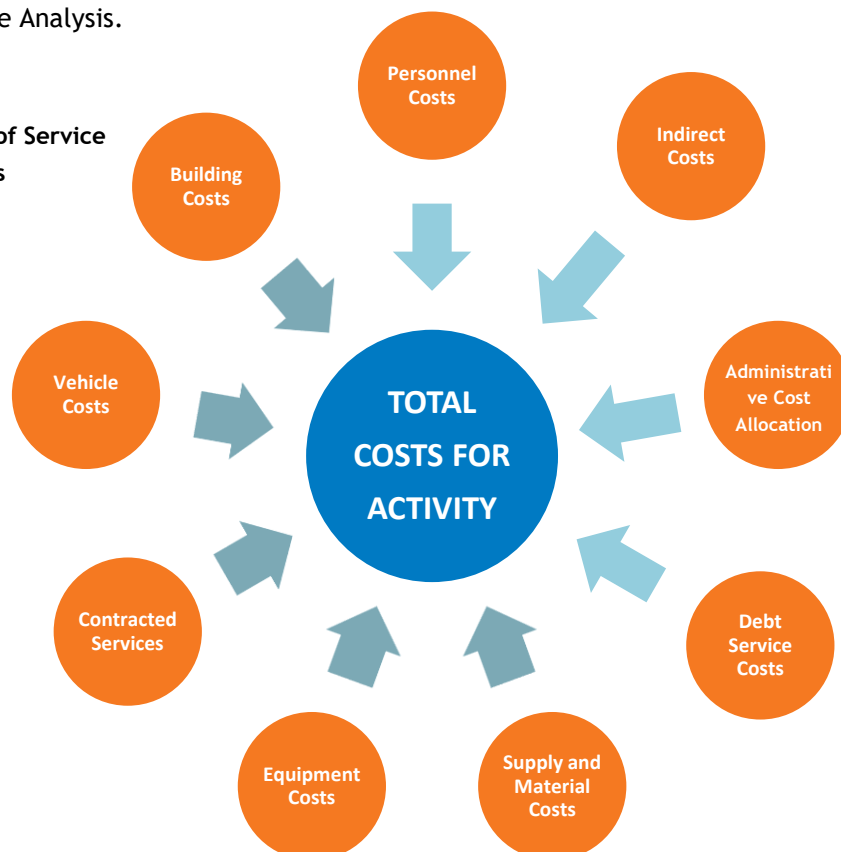 e Analysis.
of Service
s
Personnel
Costs
Indirect
Costs
Building
Costs
Administrati
ve Cost
Allocation
Vehicle
Costs
TOTAL
COSTS FOR
ACTIVITY
Contracted
Services
Debt
Service
Costs
Equipment
Costs
Supply and
Material
Costs